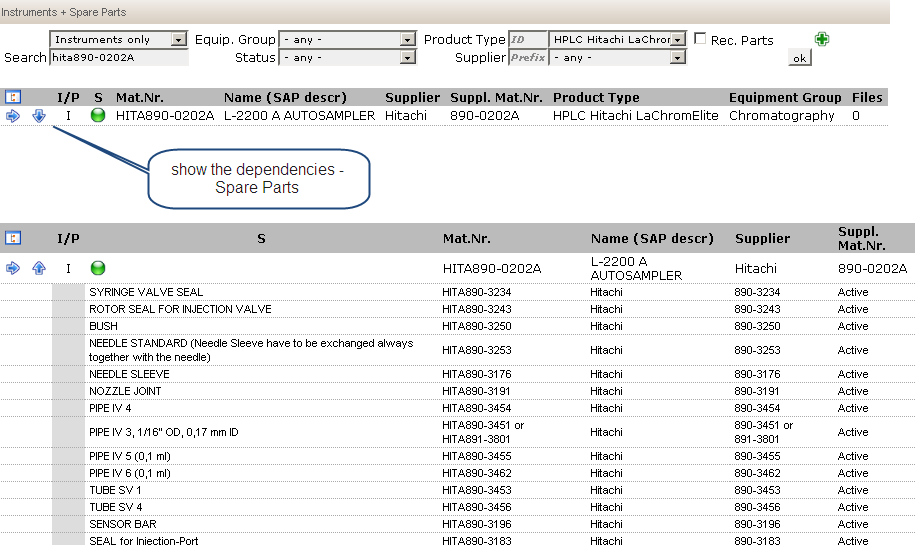 Instruments + Spare Parts
Instruments only Equip. Group - any - Product Type ID HPLC Hitachi LaChror Rec. Parts
Search hita890-0202A Status - any - Supplier Prefix - any - ok
I/P S Mat.Nr. Name (SAP descr) Supplier Suppl. Mat.Nr. Product Type Equipment Group Files
I HITA890-0202A L-2200 A AUTOSAMPLER Hitachi 890-0202A HPLC Hitachi LaChromElite Chromatography 0
show the dependencies -
Spare Parts
I/P S Mat.Nr. Name (SAP descr) Supplier Suppl.
Mat.Nr.
I HITA890-0202A L-2200 A
AUTOSAMPLER Hitachi 890-0202A
SYRINGE VALVE SEAL HITA890-3234 Hitachi 890-3234 Active
ROTOR SEAL FOR INJECTION VALVE HITA890-3243 Hitachi 890-3243 Active
BUSH HITA890-3250 Hitachi 890-3250 Active
NEEDLE STANDARD (Needle Sleeve have to be exchanged always
together with the needle) HITA890-3253 Hitachi 890-3253 Active
NEEDLE SLEEVE HITA890-3176 Hitachi 890-3176 Active
NOZZLE JOINT HITA890-3191 Hitachi 890-3191 Active
PIPE IV 4 HITA890-3454 Hitachi 890-3454 Active
PIPE IV 3, 1/16" OD, 0,17 mm ID HITA890-3451 or
HITA891-3801 Hitachi 890-3451 or
891-3801 Active
PIPE IV 5 (0,1 ml) HITA890-3455 Hitachi 890-3455 Active
PIPE IV 6 (0,1 ml) HITA890-3462 Hitachi 890-3462 Active
TUBE SV 1 HITA890-3453 Hitachi 890-3453 Active
TUBE SV 4 HITA890-3456 Hitachi 890-3456 Active
SENSOR BAR HITA890-3196 Hitachi 890-3196 Active
SEAL for Injection-Port HITA890-3183 Hitachi 890-3183 Active